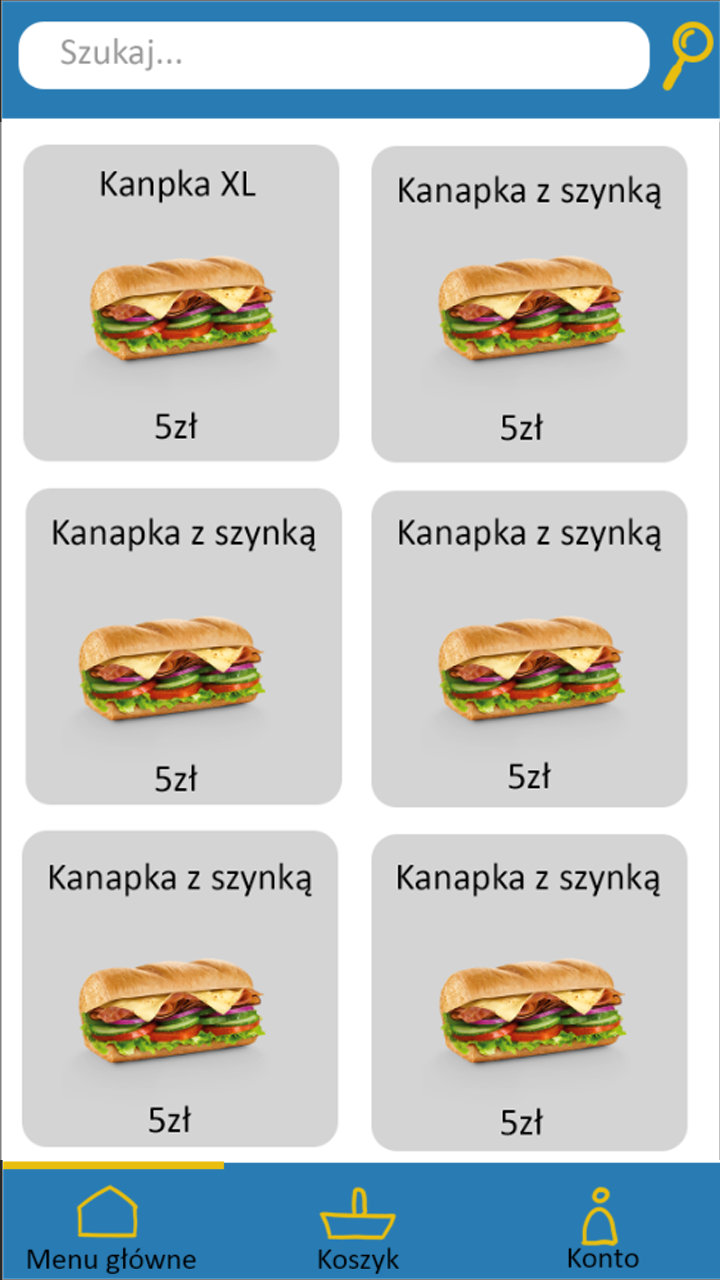 Szukaj...
Kanpka XL
Kanapka z szynką
5zł
5zł
Kanapka z szynką
Kanapka z szynką
5zł
5zł
Kanapka z szynką
Kanapka z szynką
5zł
5zł
Menu główne
Koszyk
Konto